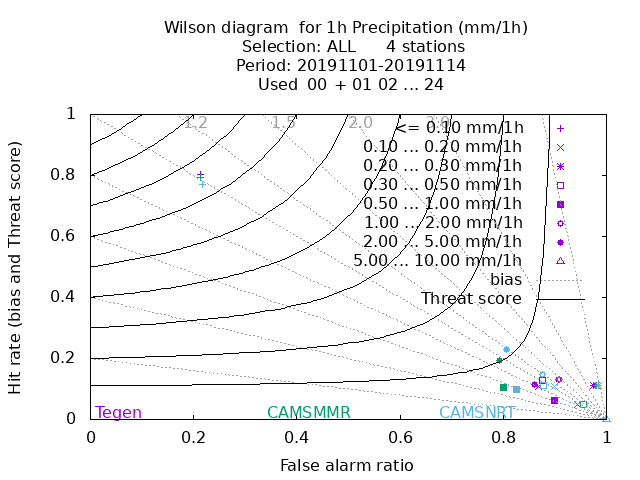 Wilson diagram  for 1h Precipitation (mm/1h)
Selection: ALL      4 stations
Period: 20191101-20191114
Used  00  + 01 02 ... 24
Hit rate (bias and Threat score)
1
0.8
0.6
0.4
0.2
0
1.2
1.5
2.0
3.0
<= 0.10 mm/1h
0.10 ... 0.20 mm/1h
0.20 ... 0.30 mm/1h
0.30 ... 0.50 mm/1h
0.50 ... 1.00 mm/1h
1.00 ... 2.00 mm/1h
2.00 ... 5.00 mm/1h
5.00 ... 10.00 mm/1h
bias
Threat score
Tegen
CAMSMMR
CAMSNRT
0
0.2
0.4
0.6
0.8
1
False alarm ratio